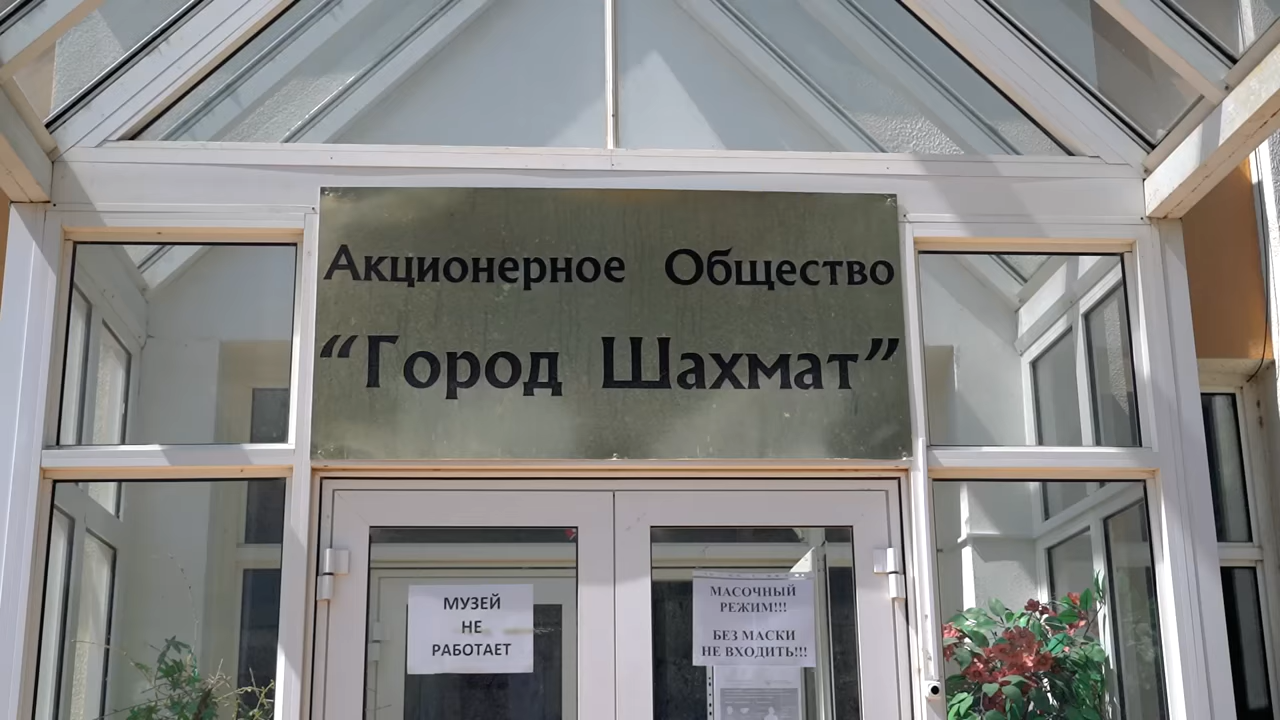 Акционерное Общество
“Город Шахмат”
МУЗЕЙ
НЕ
РАБОТАЕТ
МАСОЧНЫЙ
РЕЖИМ!!!
БЕЗ МАСКИ
НЕ ВХОДИТЬ!!!